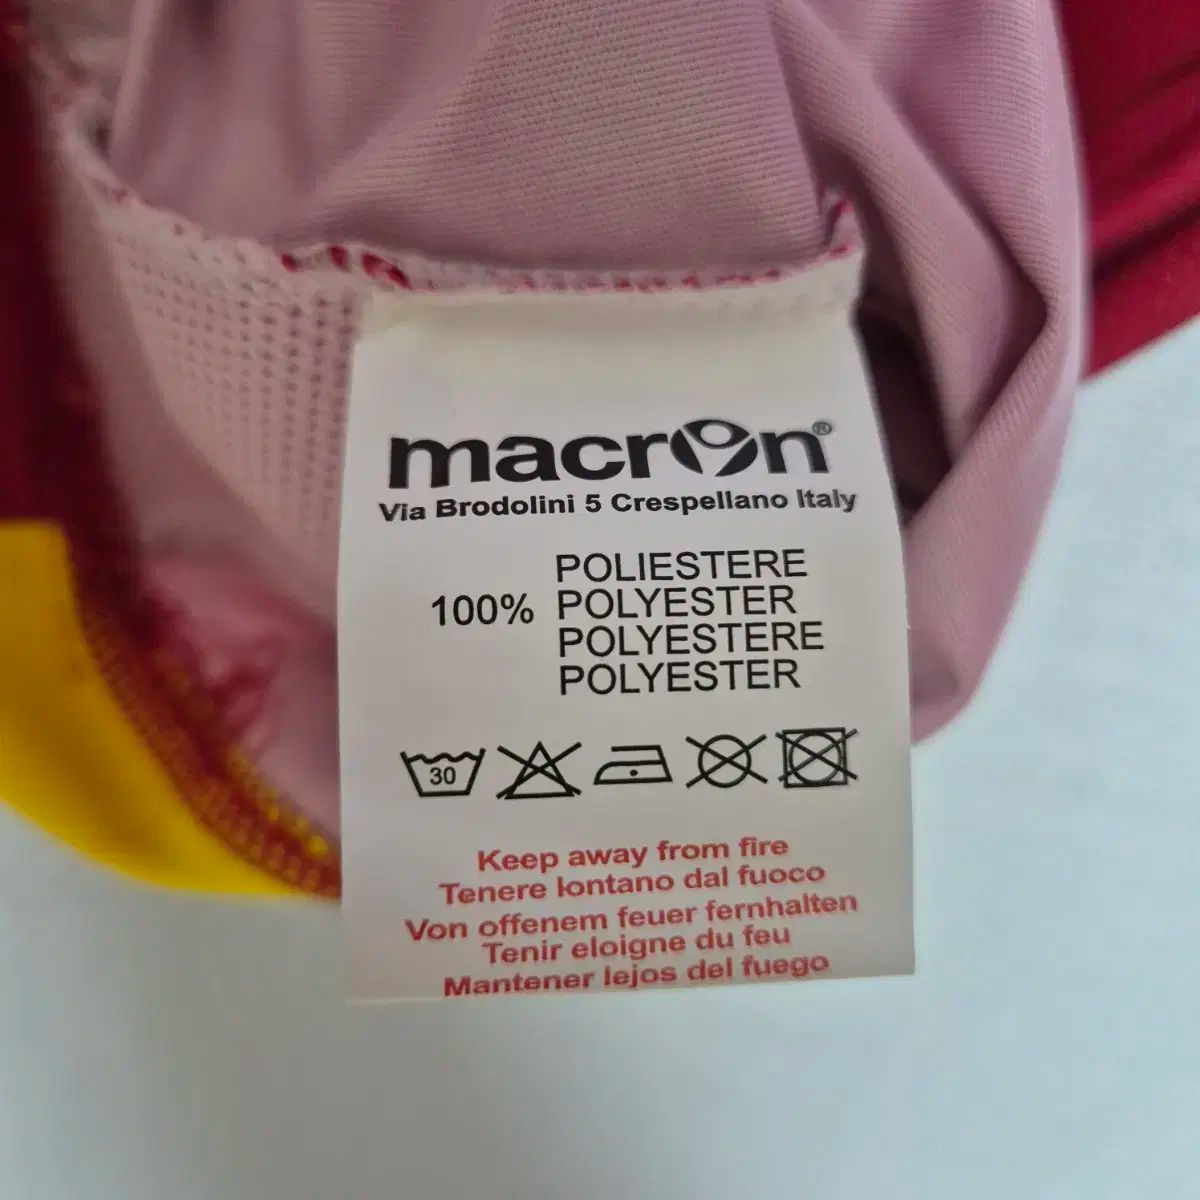 macron®
Via Brodolini 5 Crespellano Italy
POLIESTERE
100% POLYESTER
POLYESTERE
POLYESTER
30
Keep away from fire
Tenere lontano dal fuoco
Von offenem feuer fernhalten
Tenir eloigne du feu
Mantener lejos del fuego